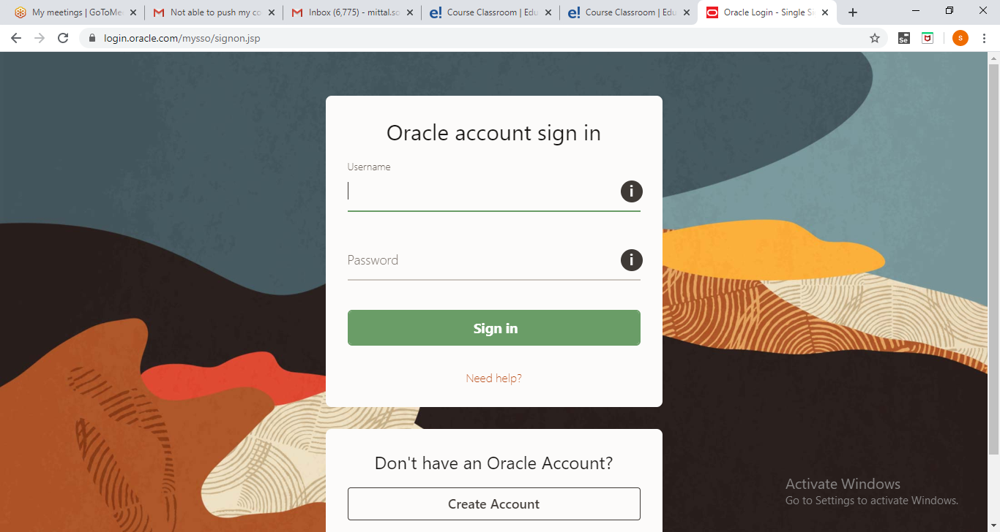 My meetings | GoToMe
Not able to push my co
Inbox (6,775) - mittal.so
e! Course Classroom | Edu
e! Course Classroom | Edu
Oracle Login - Single Si
login.oracle.com/mysso/signon.jsp
Se
s
Oracle account sign in
Username
i
Password
i
Sign in
Need help?
Don't have an Oracle Account?
Create Account
Activate Windows
Go to Settings to activate Windows.